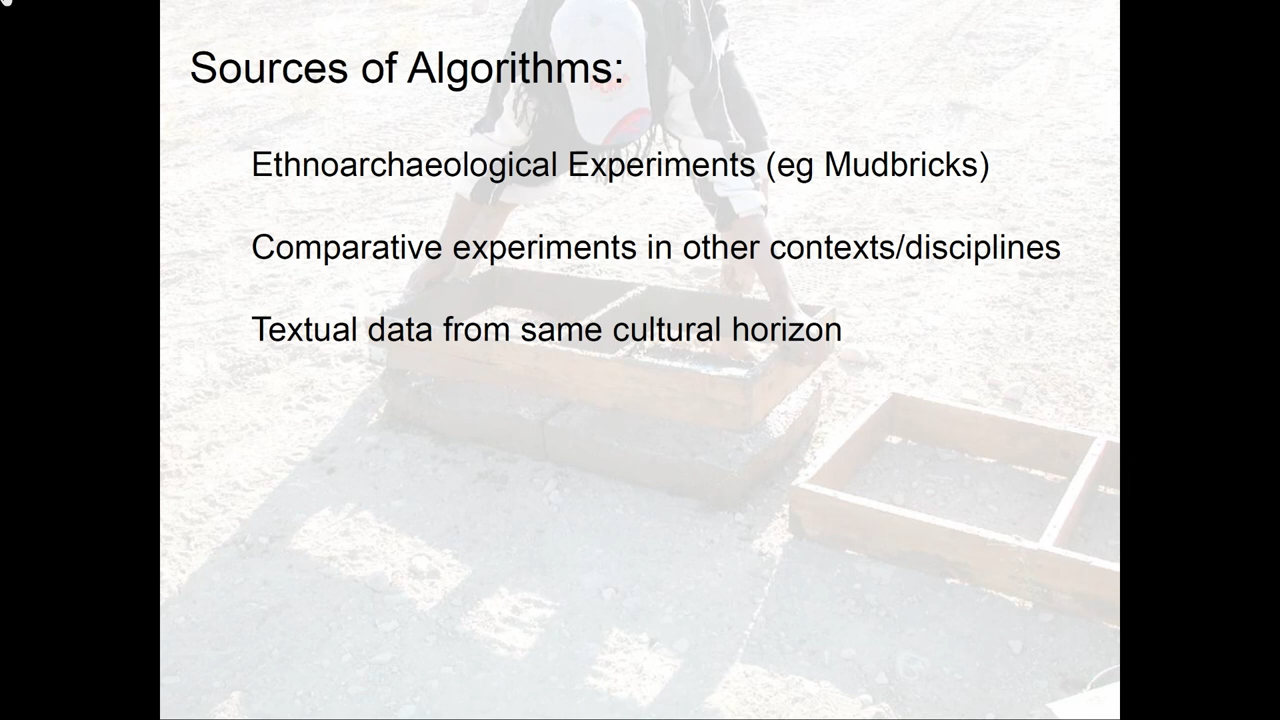 Sources of Algorithms:
Ethnoarchaeological Experiments (eg Mudbricks)
Comparative experiments in other contexts/disciplines
Textual data from same cultural horizon